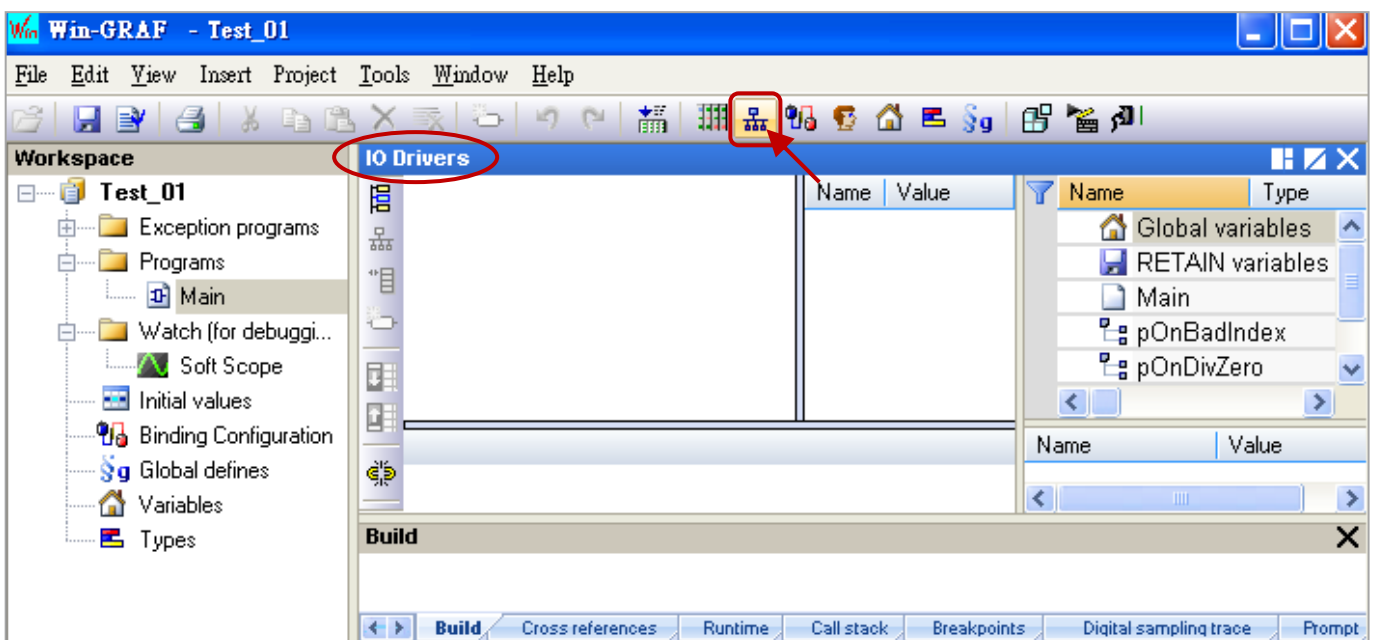 Win-GRAF - Test_01
File Edit View Insert Project Tools Window Help
Workspace
Test_01
Exception programs
Programs
Main
Watch (for debuggi...
Soft Scope
Initial values
Binding Configuration
§g Global defines
Variables
Types
IO Drivers
Name Value
Name Type
Global variables
RETAIN variables
Main
pOnBadIndex
pOnDivZero
Name Value
Build
Build Cross references Runtime Call stack Breakpoints Digital sampling trace Prompt